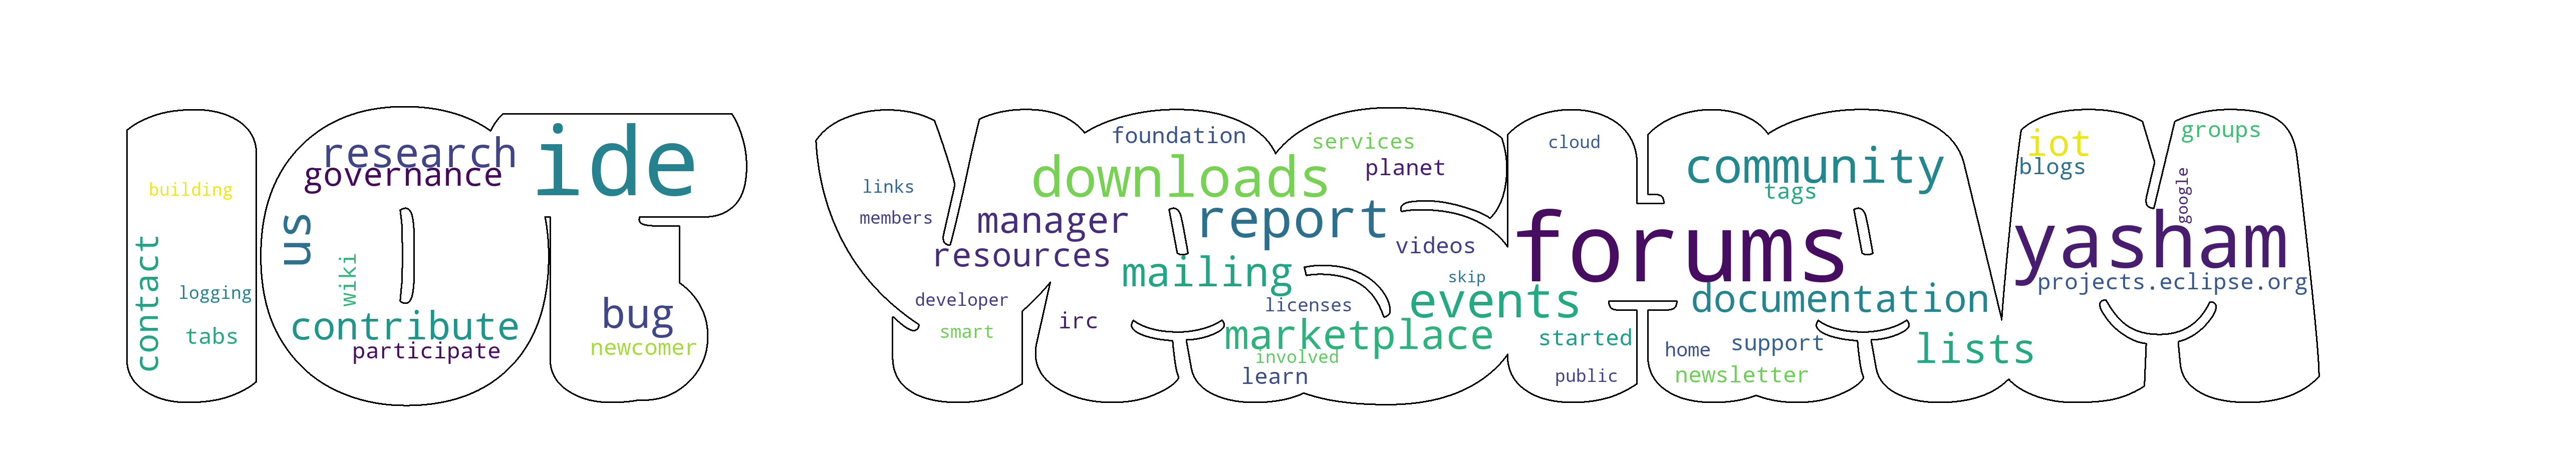 IOT YASHAM
building
contact
logging
tabs
research
governance
us
wiki
contribute
participate
ide
bug
newcomer
links
members
developer
smart
foundation
downloads
manager
resources
irc
services
planet
report
mailing
videos
skip
licenses
events
marketplace
involved
learn
cloud
forums
started
public
community
tags
documentation
home
support
newsletter
lists
iot
blogs
groups
google
yasham
projects.eclipse.org